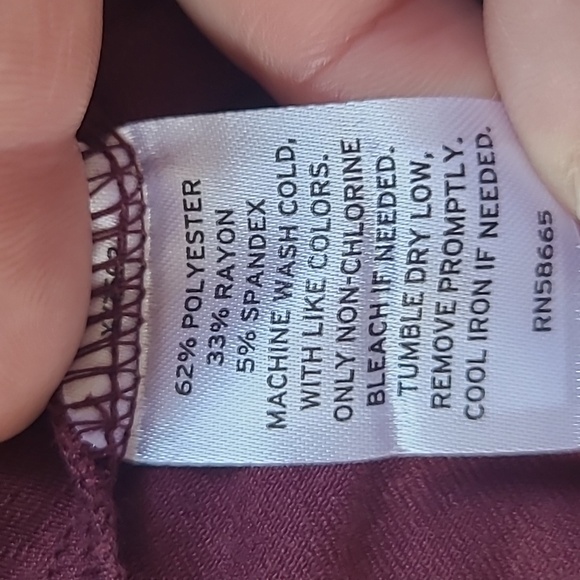 62% POLYESTER
33% RAYON
5% SPANDEX
MACHINE WASH COLD,
WITH LIKE COLORS.
ONLY NON-CHLORINE
BLEACH IF NEEDED.
TUMBLE DRY LOW,
REMOVE PROMPTLY.
COOL IRON IF NEEDED.
RN58665